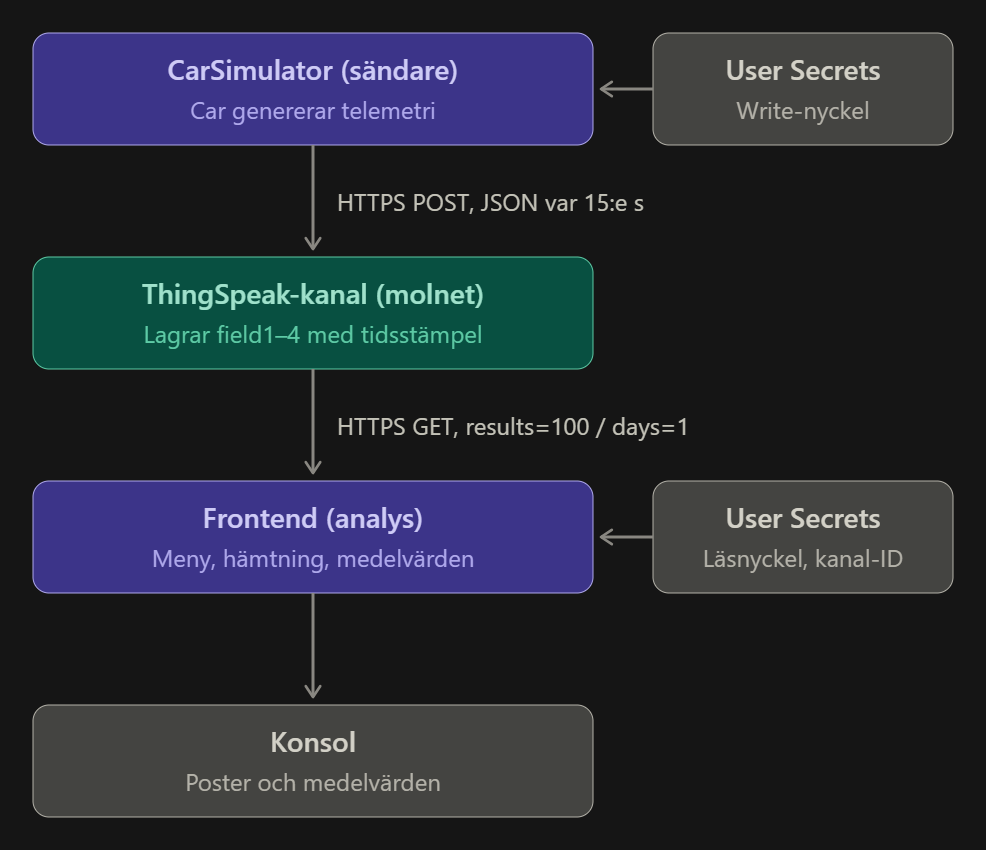 CarSimulator (sändare)
Car genererar telemetri
User Secrets
Write-nyckel
HTTPS POST, JSON var 15:e s
ThingSpeak-kanal (molnet)
Lagrar field1–4 med tidsstämpel
HTTPS GET, results=100 / days=1
Frontend (analys)
Meny, hämtning, medelvärden
User Secrets
Läsnyckel, kanal-ID
Konsol
Poster och medelvärden